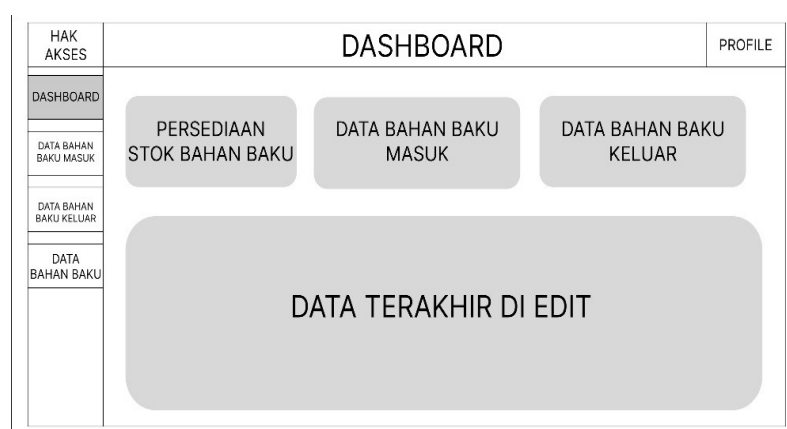 HAK
AKSES
DASHBOARD
PROFILE
DASHBOARD
DATA BAHAN
BAKU MASUK
DATA BAHAN
BAKU KELUAR
DATA
BAHAN BAKU
PERSEDIAAN
STOK BAHAN BAKU
DATA BAHAN BAKU
MASUK
DATA BAHAN BAKU
KELUAR
DATA TERAKHIR DI EDIT